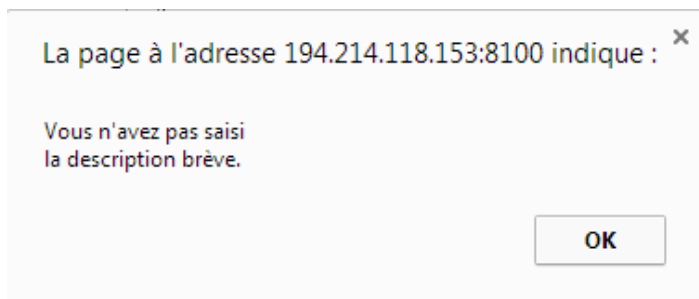 La page à l'adresse 194.214.118.153:8100 indique :
Vous n'avez pas saisi
la description brève.
OK